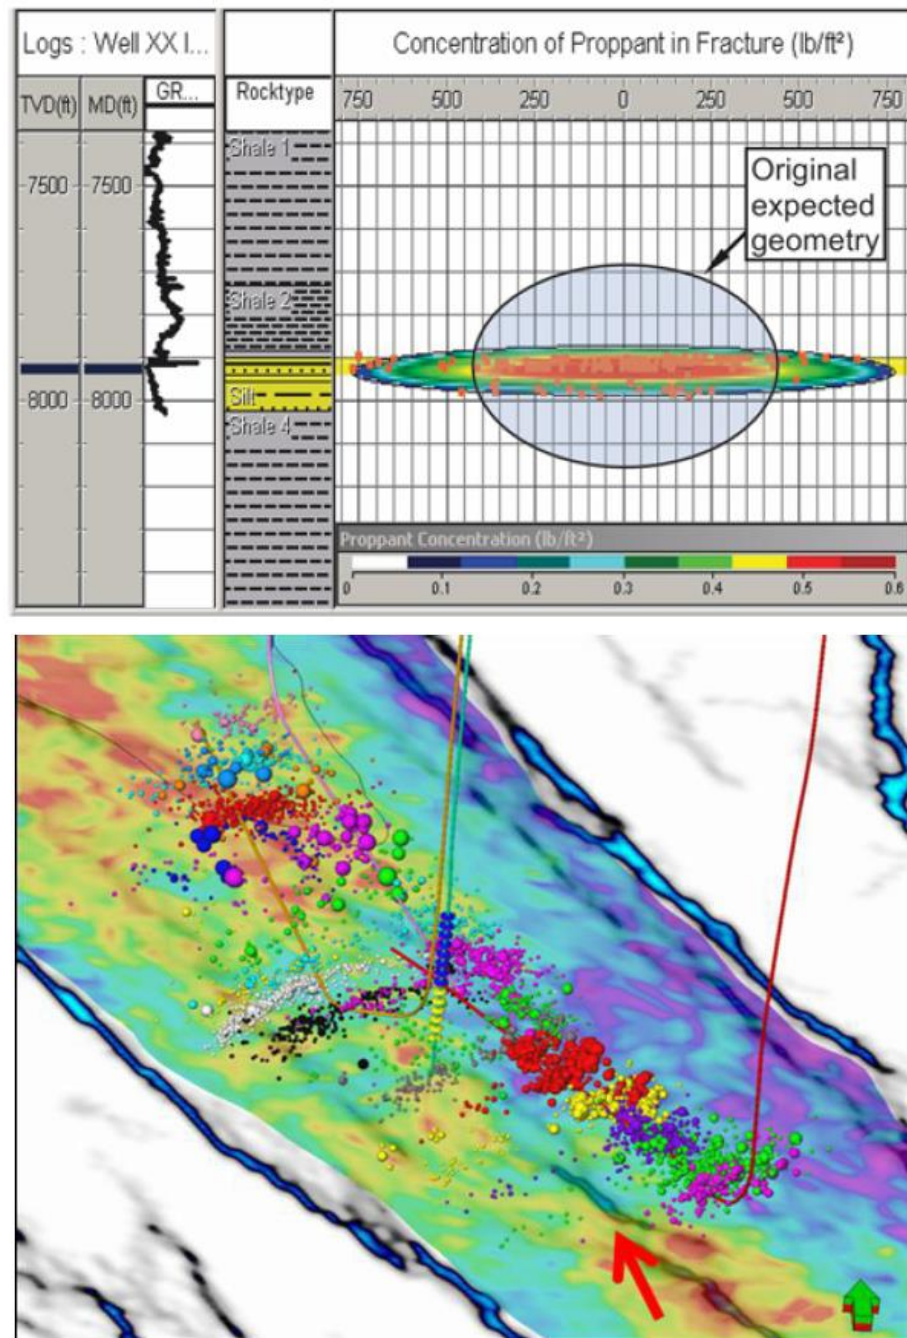 Logs : Well XX l...
Concentration of Proppant in Fracture (lb/ft²)
TVD(ft) MD(ft) GR... Rocktype
750 500 250 0 250 500 750
Shale 1
Original
expected
geometry
7500 7500
Shale 2
Silt
8000 8000
Shale 4
Proppant Concentration (lb/ft²)
0 0.1 0.2 0.3 0.4 0.5 0.6